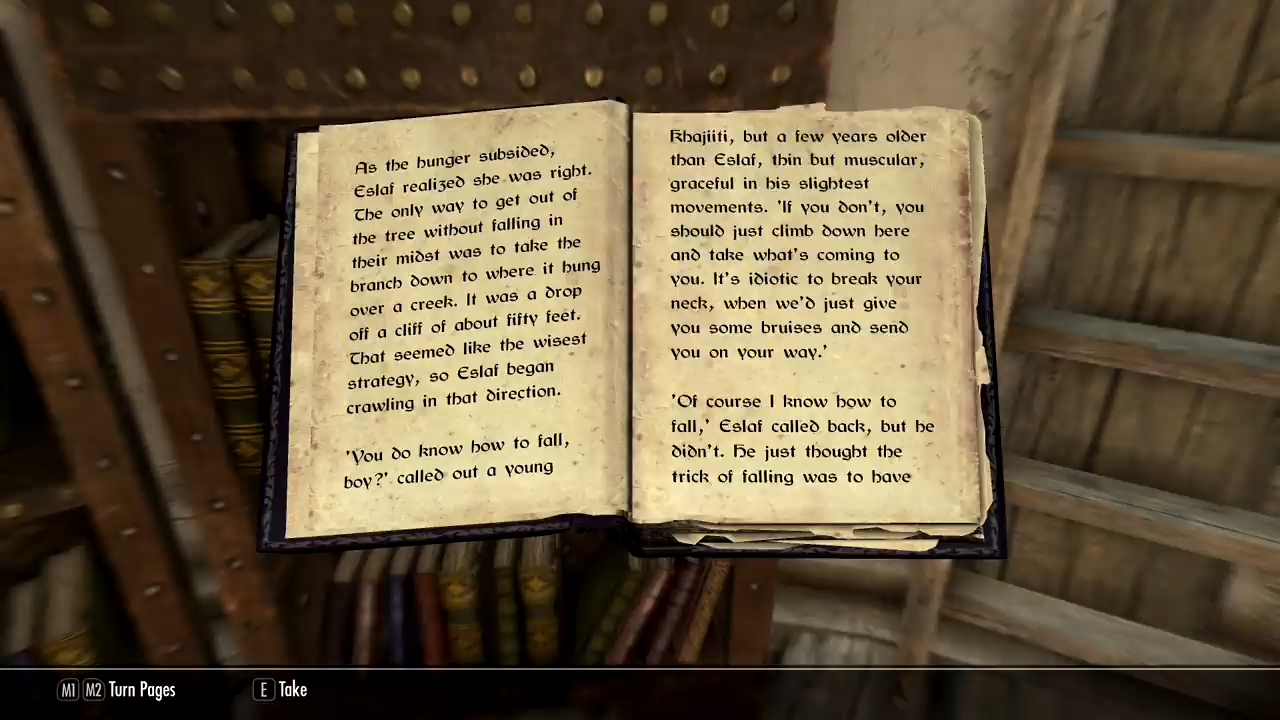 As the hunger subsided,
Eslaf realized she was right.
The only way to get out of
the tree without falling in
their midst was to take the
branch down to where it hung
over a creek. It was a drop
off a cliff of about fifty feet.
That seemed like the wisest
strategy, so Eslaf began
crawling in that direction.
'You do know how to fall,
boy?' called out a young
Khajiiti, but a few years older
than Eslaf, thin but muscular,
graceful in his slightest
movements. 'If you don't, you
should just climb down here
and take what's coming to
you. It's idiotic to break your
neck, when we'd just give
you some bruises and send
you on your way.'
'Of course I know how to
fall,' Eslaf called back, but he
didn't. He just thought the
trick of falling was to have
M1 M2 Turn Pages
E Take